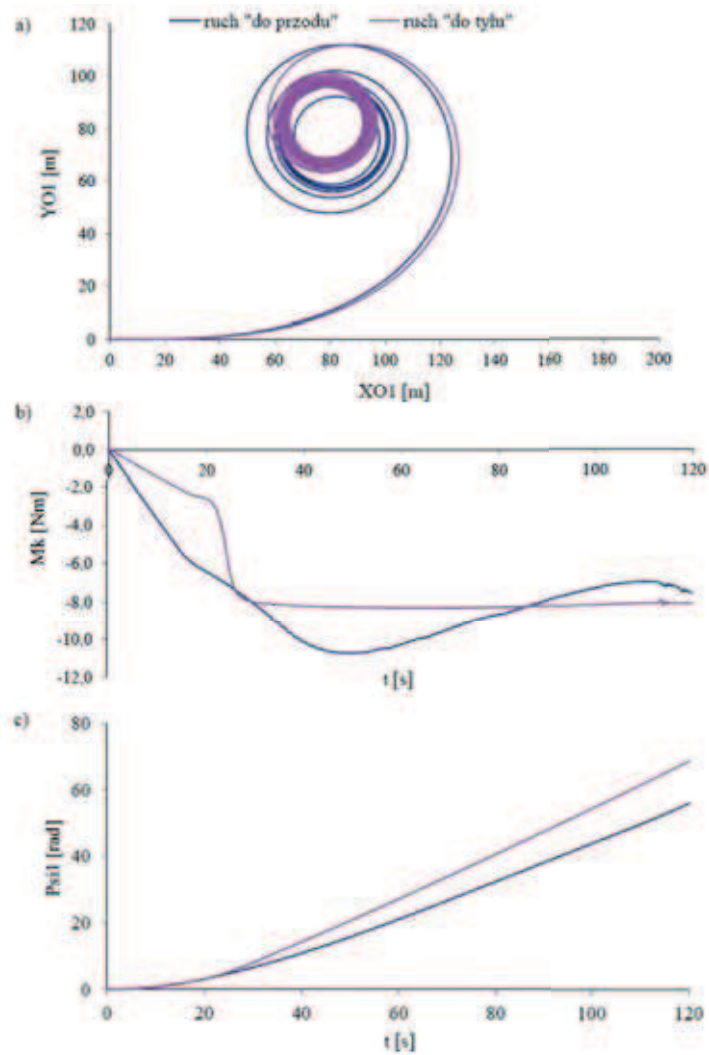 a)
ruch "do przodu" ruch "do tyłu"
120
100
80
60
40
20
0
YO1 [m]
0 20 40 60 80 100 120 140 160 180 200
XO1 [m]
b)
2.0
0.0
-2.0
-4.0
-6.0
-8.0
-10.0
-12.0
Mk [Nm]
0 20 40 60 80 100 120
t [s]
c)
80
60
40
20
0
Psi1 [rad]
0 20 40 60 80 100 120
t [s]